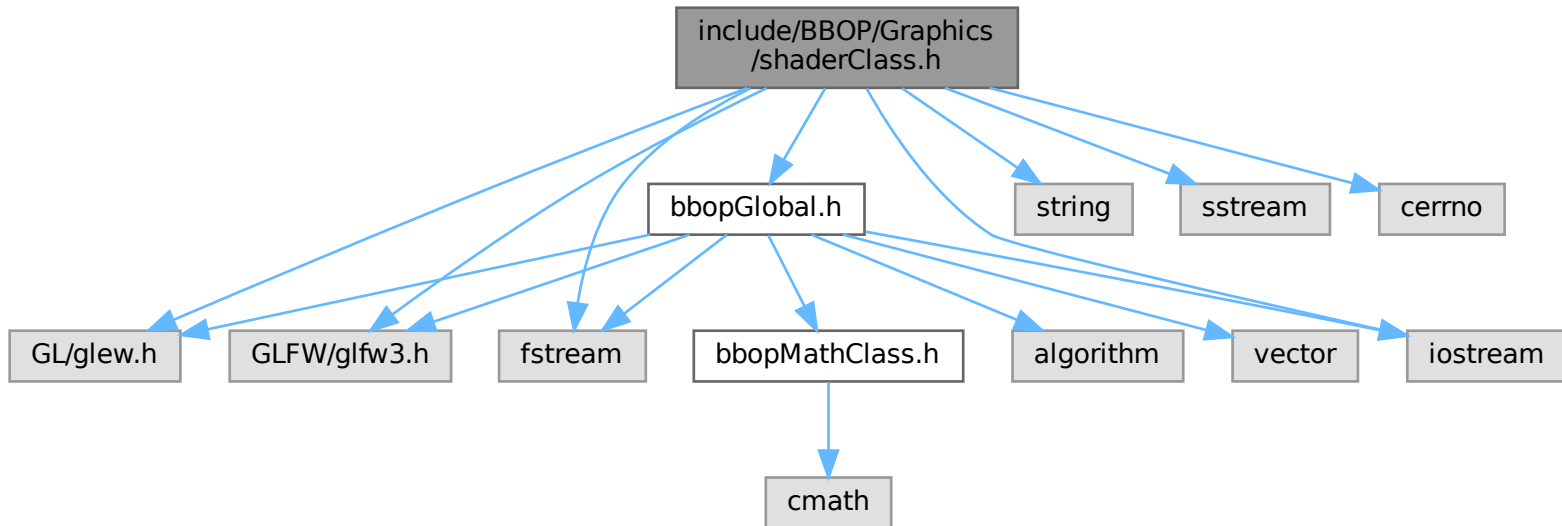 include/BBOP/Graphics
/shaderClass.h
bbopGlobal.h
string
sstream
cerrno
GL/glew.h
GLFW/glfw3.h
fstream
bbopMathClass.h
algorithm
vector
iostream
cmath